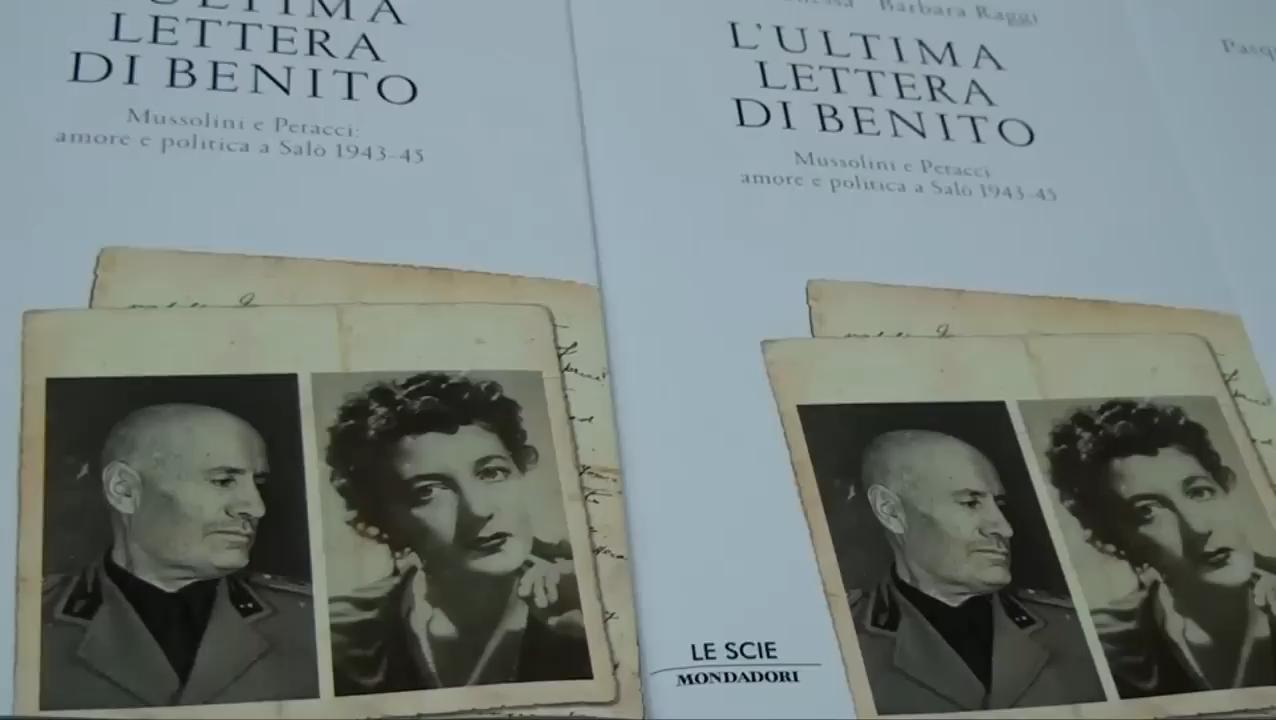 L'ULTIMA
LETTERA
DI BENITO
Mussolini e Petacci:
amore e politica a Salò 1943-45
Barbara Raggi
L'ULTIMA
LETTERA
DI BENITO
Mussolini e Petacci:
amore e politica a Salò 1943-45
LE SCIE
MONDADORI